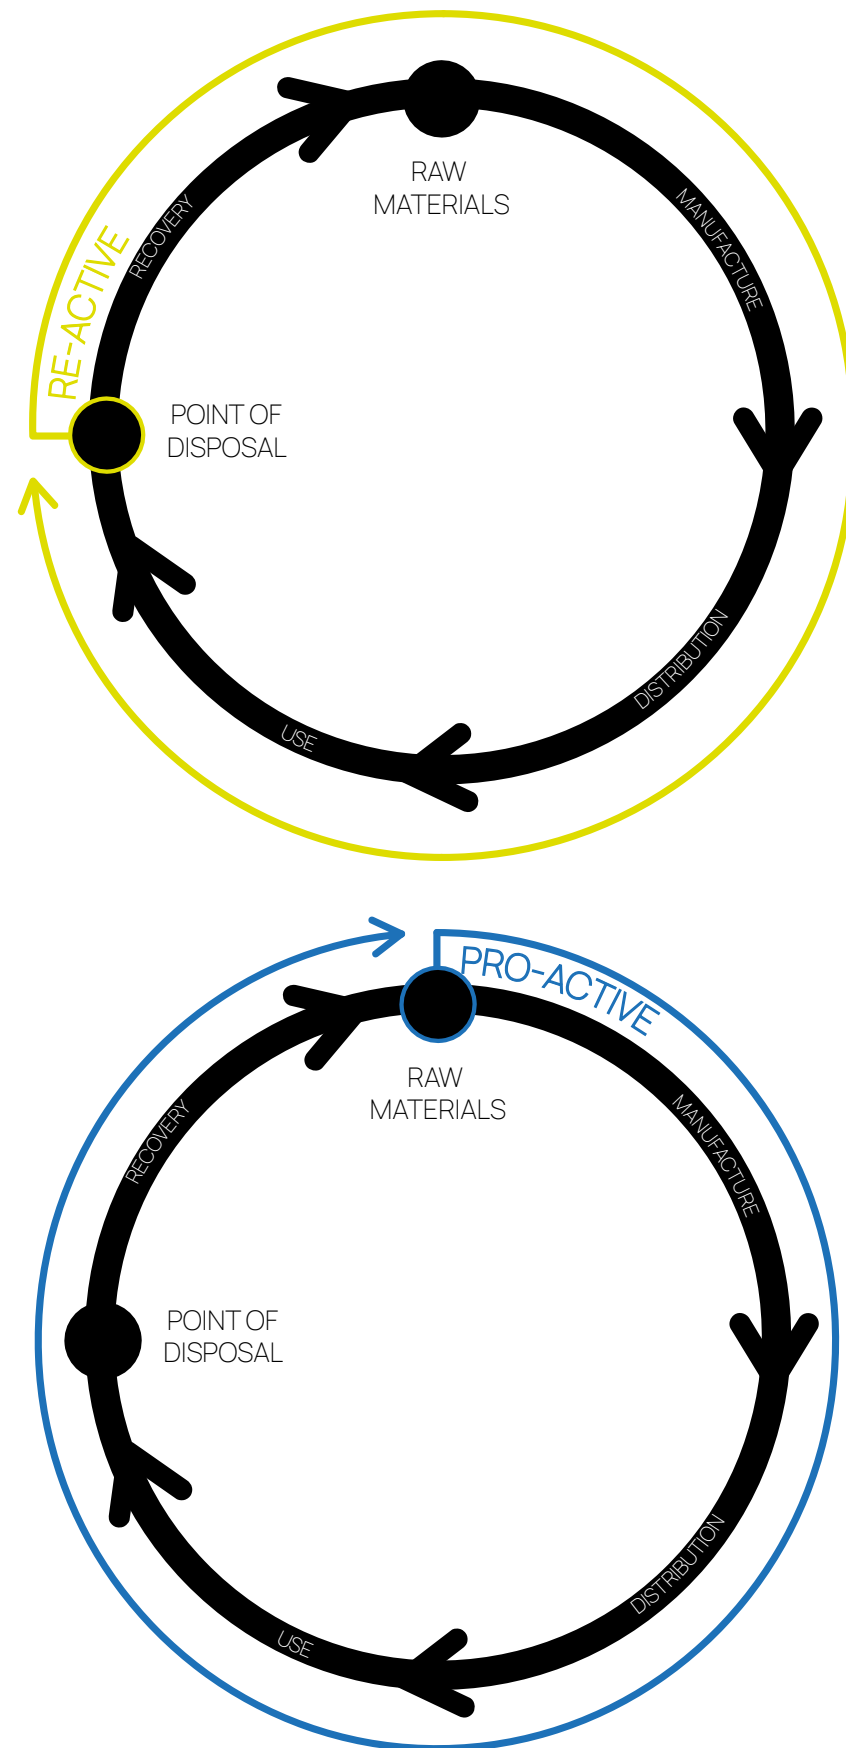 RAW
MATERIALS
MANUFACTURE
RECOVERY
RE-ACTIVE
POINT OF
DISPOSAL
DISTRIBUTION
USE
PRO-ACTIVE
RAW
MATERIALS
MANUFACTURE
RECOVERY
POINT OF
DISPOSAL
DISTRIBUTION
USE